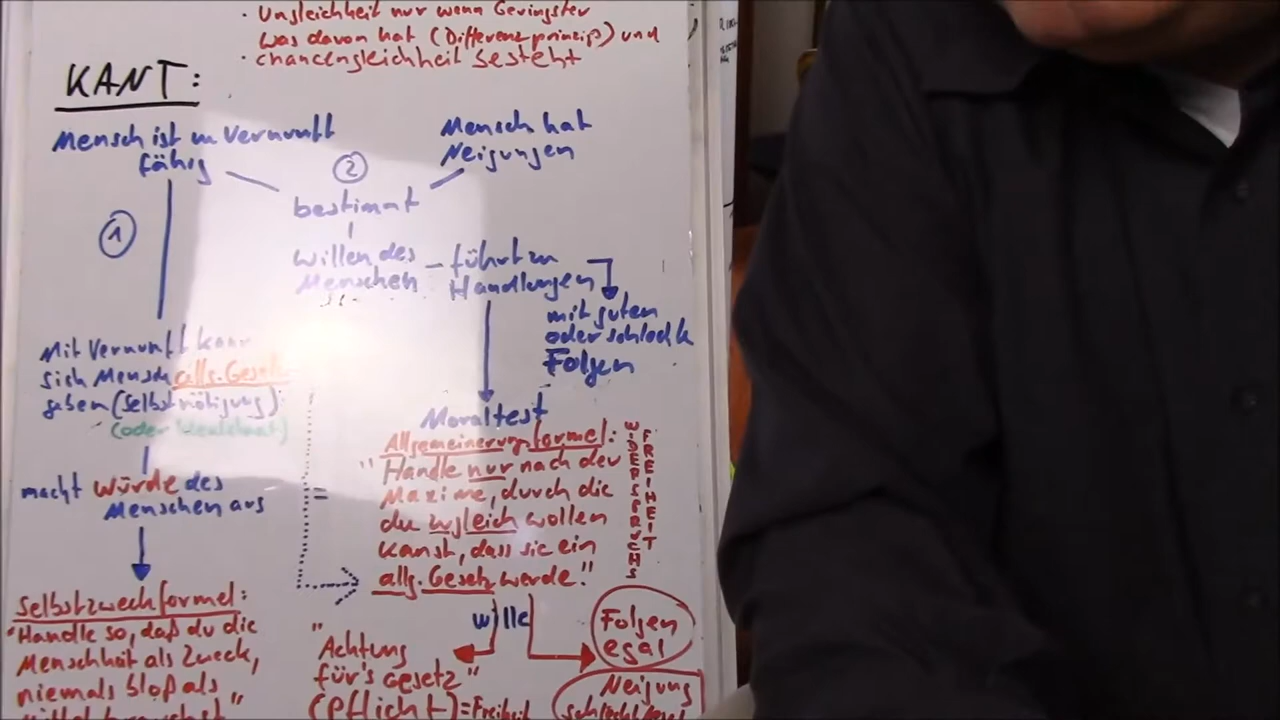 · Ungleichheit nur wenn Geringster
was davon hat (Differenzprinzip) und
· chancengleichheit besteht
KANT:
Mensch ist zu Vernunft
fähig
1
2
Mensch hat
Neigungen
bestimmt
willen des
Menschen
führt zu
Handlungen
mit guten
oder schlecht
Folgen
Mit Vernunft kann
sich Mensch allg. Gesetz
geben (Selbstnötigung)
(oder
macht würde des
Menschen aus
Selbstzweckformel:
"Handle so, daß du die
Menschheit als Zweck,
niemals bloß als
=
Moraltest
Allgemeinerungsformel:
"Handle nur nach der
Maxime, durch die
du zugleich wollen
kanst, dass sie ein
allg. Gesetz werde."
WIDERSPRUCHS
FREIHEIT
wille
"Achtung
für's Gesetz"
(Pflicht) = Freiheit
Folgen
egal
Neigung